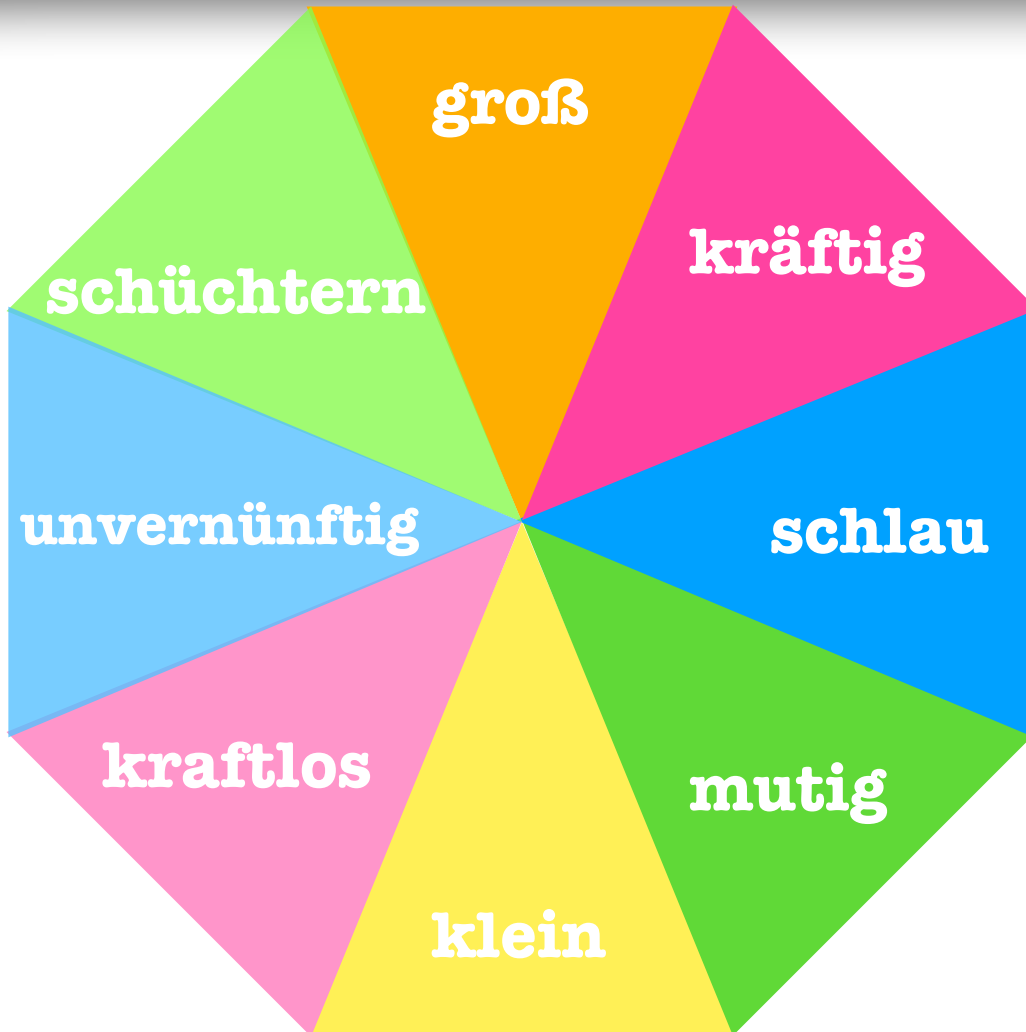 groß
kräftig
schüchtern
unvernünftig
schlau
kraftlos
mutig
klein